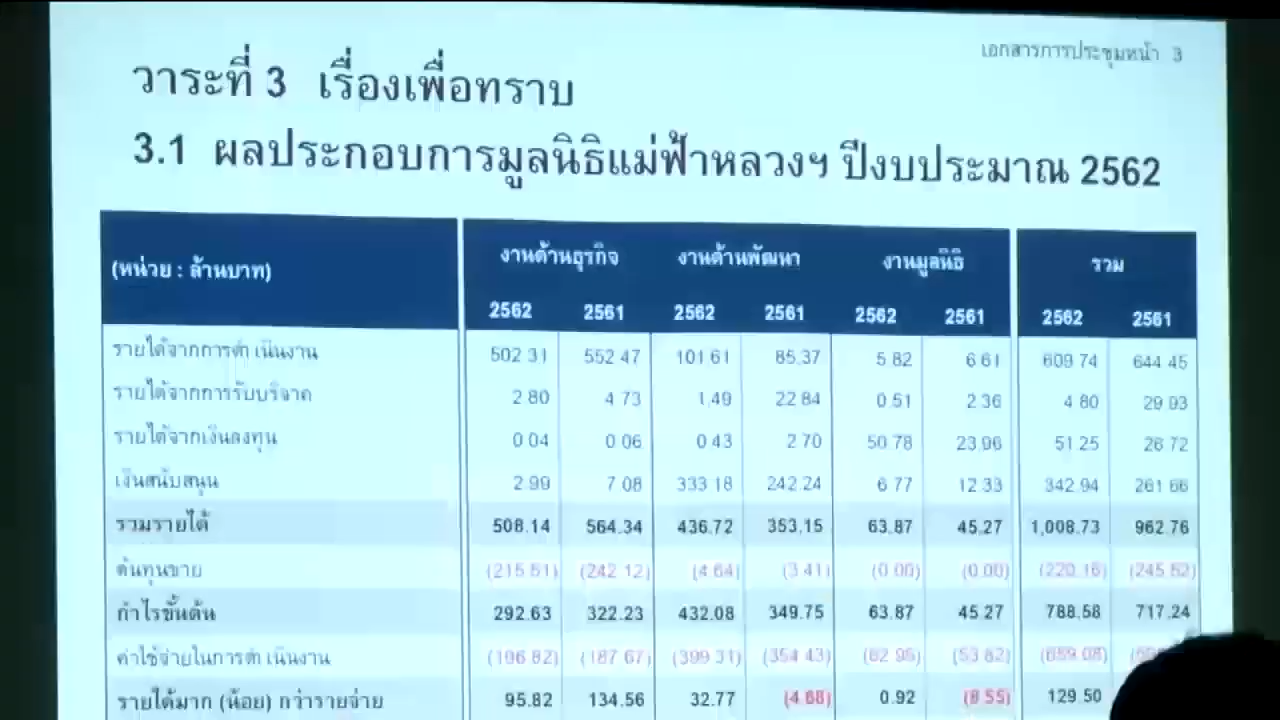 เอกสารการประชุมหน้า 3
วาระที่ 3 เรื่องเพื่อทราบ
3.1 ผลประกอบการมูลนิธิแม่ฟ้าหลวงฯ ปีงบประมาณ 2562
(หน่วย : ล้านบาท) งานด้านธุรกิจ งานด้านพัฒนา งานมูลนิธิ รวม
2562 2561 2562 2561 2562 2561 2562 2561
รายได้จากการดำเนินงาน 502.31 552.47 101.61 85.37 5.82 6.61 609.74 644.45
รายได้จากการรับบริจาค 2.80 4.73 1.49 22.84 0.51 2.36 4.80 29.93
รายได้จากเงินลงทุน 0.04 0.06 0.43 2.70 50.78 23.96 51.25 26.72
เงินสนับสนุน 2.99 7.08 333.18 242.24 6.77 12.33 342.94 261.66
รวมรายได้ 508.14 564.34 436.72 353.15 63.87 45.27 1,008.73 962.76
ต้นทุนขาย (215.51) (242.12) (4.64) (3.41) (0.00) (0.00) (220.16) (245.52)
กำไรขั้นต้น 292.63 322.23 432.08 349.75 63.87 45.27 788.58 717.24
ค่าใช้จ่ายในการดำเนินงาน (196.82) (187.67) (399.31) (354.43) (62.95) (53.82) (659.08)
รายได้มาก (น้อย) กว่ารายจ่าย 95.82 134.56 32.77 (4.68) 0.92 (8.55) 129.50